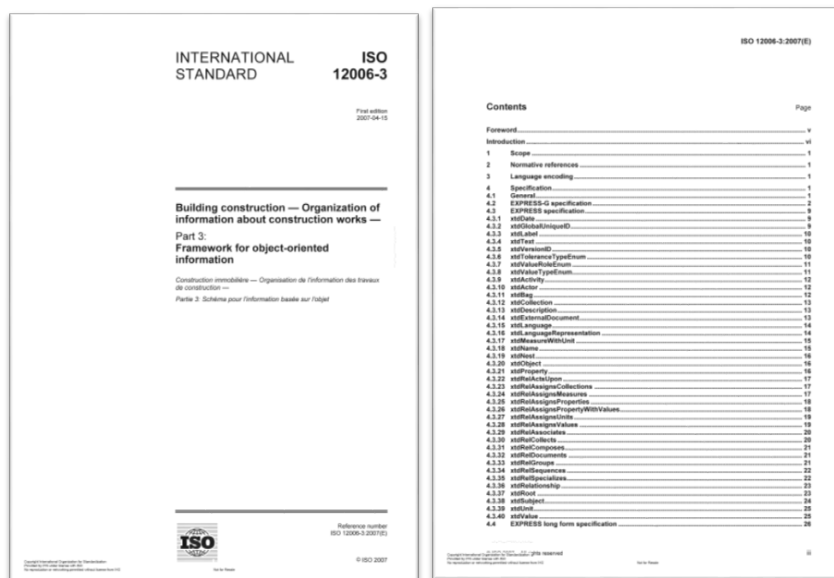 INTERNATIONAL STANDARD
ISO 12006-3
First edition
2007-04-15
Building construction — Organization of
information about construction works —
Part 3:
Framework for object-oriented
information
Construction immobilière — Organisation de l'information des travaux
de construction —
Partie 3: Schéma pour l'information basée sur l'objet
ISO
Reference number
ISO 12006-3:2007(E)
© ISO 2007
ISO 12006-3:2007(E)
Contents Page
Foreword v
Introduction vi
1 Scope 1
2 Normative references 1
3 Language encoding 1
4 Specification 1
4.1 General 1
4.2 EXPRESS-G specification 2
4.3 EXPRESS specification 9
4.3.1 xtdDate 9
4.3.2 xtdGlobalUniqueID 9
4.3.3 xtdLabel 10
4.3.4 xtdText 10
4.3.5 xtdVersionID 10
4.3.6 xtdToleranceTypeEnum 10
4.3.7 xtdValueRoleEnum 11
4.3.8 xtdValueTypeEnum 11
4.3.9 xtdActivity 12
4.3.10 xtdActor 12
4.3.11 xtdBag 12
4.3.12 xtdCollection 13
4.3.13 xtdDescription 13
4.3.14 xtdExternalDocument 13
4.3.15 xtdLanguage 14
4.3.16 xtdLanguageRepresentation 14
4.3.17 xtdMeasureWithUnit 15
4.3.18 xtdName 15
4.3.19 xtdNest 16
4.3.20 xtdObject 16
4.3.21 xtdProperty 16
4.3.22 xtdRelActsUpon 17
4.3.23 xtdRelAssignsCollections 17
4.3.24 xtdRelAssignsMeasures 17
4.3.25 xtdRelAssignsProperties 18
4.3.26 xtdRelAssignsPropertyWithValues 18
4.3.27 xtdRelAssignsUnits 19
4.3.28 xtdRelAssignsValues 19
4.3.29 xtdRelAssociates 20
4.3.30 xtdRelCollects 20
4.3.31 xtdRelComposes 21
4.3.32 xtdRelDocuments 21
4.3.33 xtdRelGroups 21
4.3.34 xtdRelSequences 22
4.3.35 xtdRelSpecializes 22
4.3.36 xtdRelationship 23
4.3.37 xtdRoot 23
4.3.38 xtdSubject 24
4.3.39 xtdUnit 25
4.3.40 xtdValue 25
4.4 EXPRESS long form specification 26
rights reserved
iii